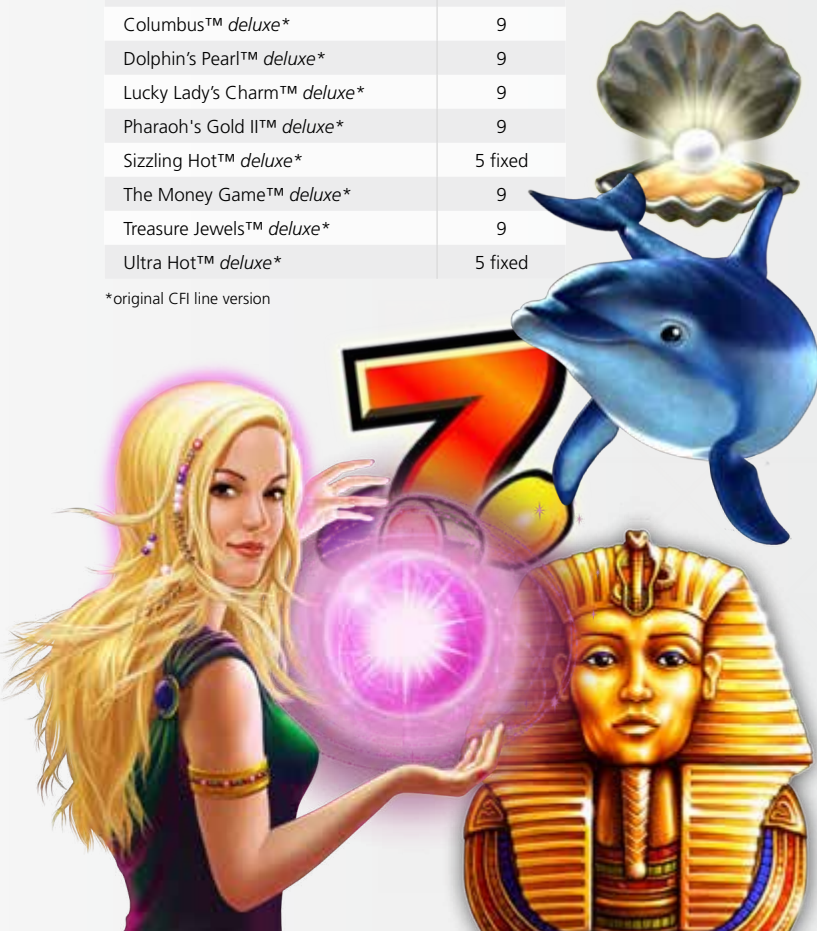 Columbus™ deluxe* 9
Dolphin’s Pearl™ deluxe* 9
Lucky Lady’s Charm™ deluxe* 9
Pharaoh's Gold II™ deluxe* 9
Sizzling Hot™ deluxe* 5 fixed
The Money Game™ deluxe* 9
Treasure Jewels™ deluxe* 9
Ultra Hot™ deluxe* 5 fixed
*original CFI line version
7